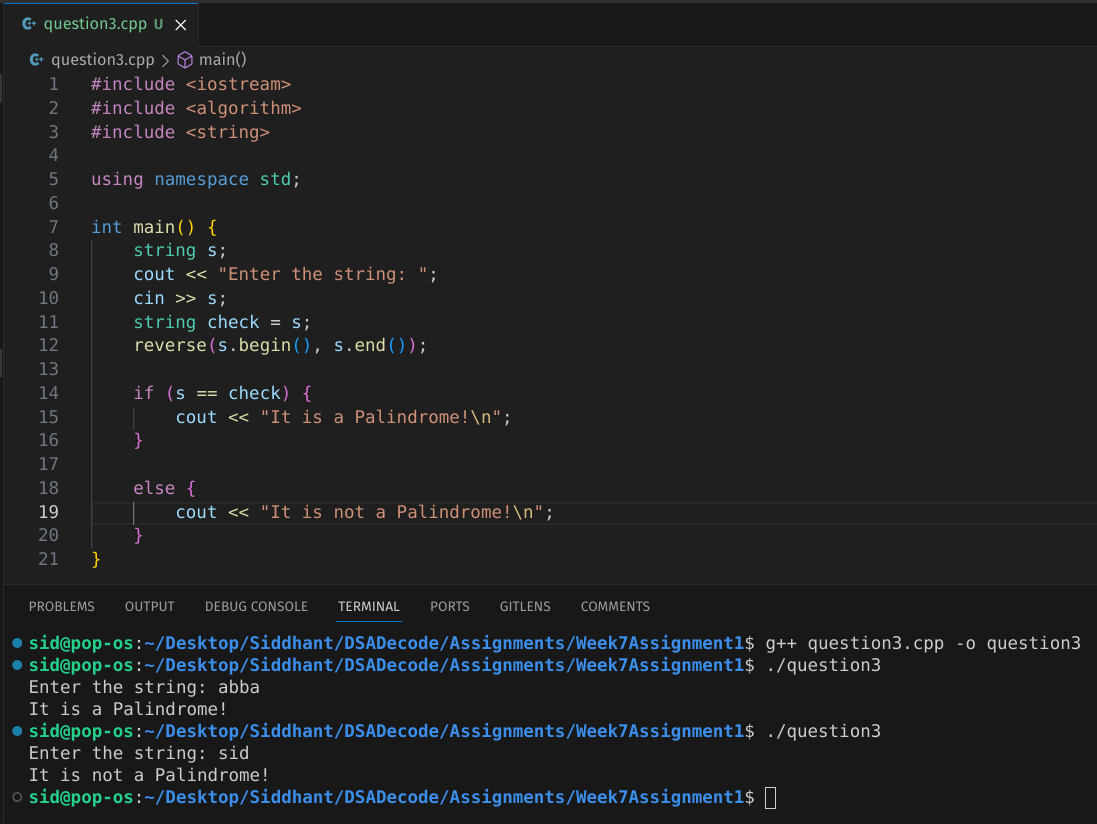 question3.cpp U
question3.cpp > main()
1 #include <iostream>
2 #include <algorithm>
3 #include <string>
4
5 using namespace std;
6
7 int main() {
8     string s;
9     cout << "Enter the string: ";
10     cin >> s;
11     string check = s;
12     reverse(s.begin(), s.end());
13
14     if (s == check) {
15         cout << "It is a Palindrome!\n";
16     }
17
18     else {
19         cout << "It is not a Palindrome!\n";
20     }
21 }
PROBLEMS OUTPUT DEBUG CONSOLE TERMINAL PORTS GITLENS COMMENTS
sid@pop-os:~/Desktop/Siddhant/DSADecode/Assignments/Week7Assignment1$ g++ question3.cpp -o question3
sid@pop-os:~/Desktop/Siddhant/DSADecode/Assignments/Week7Assignment1$ ./question3
Enter the string: abba
It is a Palindrome!
sid@pop-os:~/Desktop/Siddhant/DSADecode/Assignments/Week7Assignment1$ ./question3
Enter the string: sid
It is not a Palindrome!
sid@pop-os:~/Desktop/Siddhant/DSADecode/Assignments/Week7Assignment1$